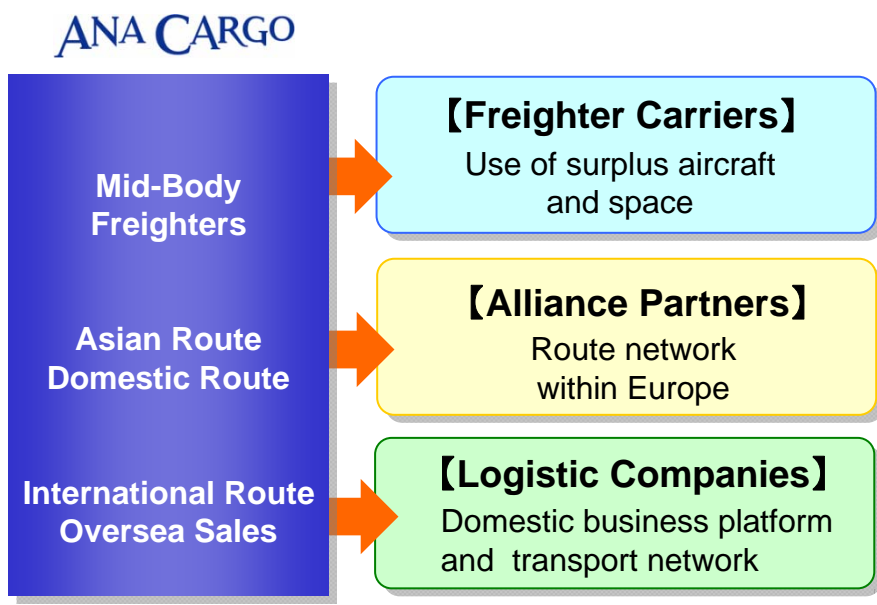 ANA CARGO
Mid-Body
Freighters
Asian Route
Domestic Route
International Route
Oversea Sales
【Freighter Carriers】
Use of surplus aircraft
and space
【Alliance Partners】
Route network
within Europe
【Logistic Companies】
Domestic business platform
and transport network